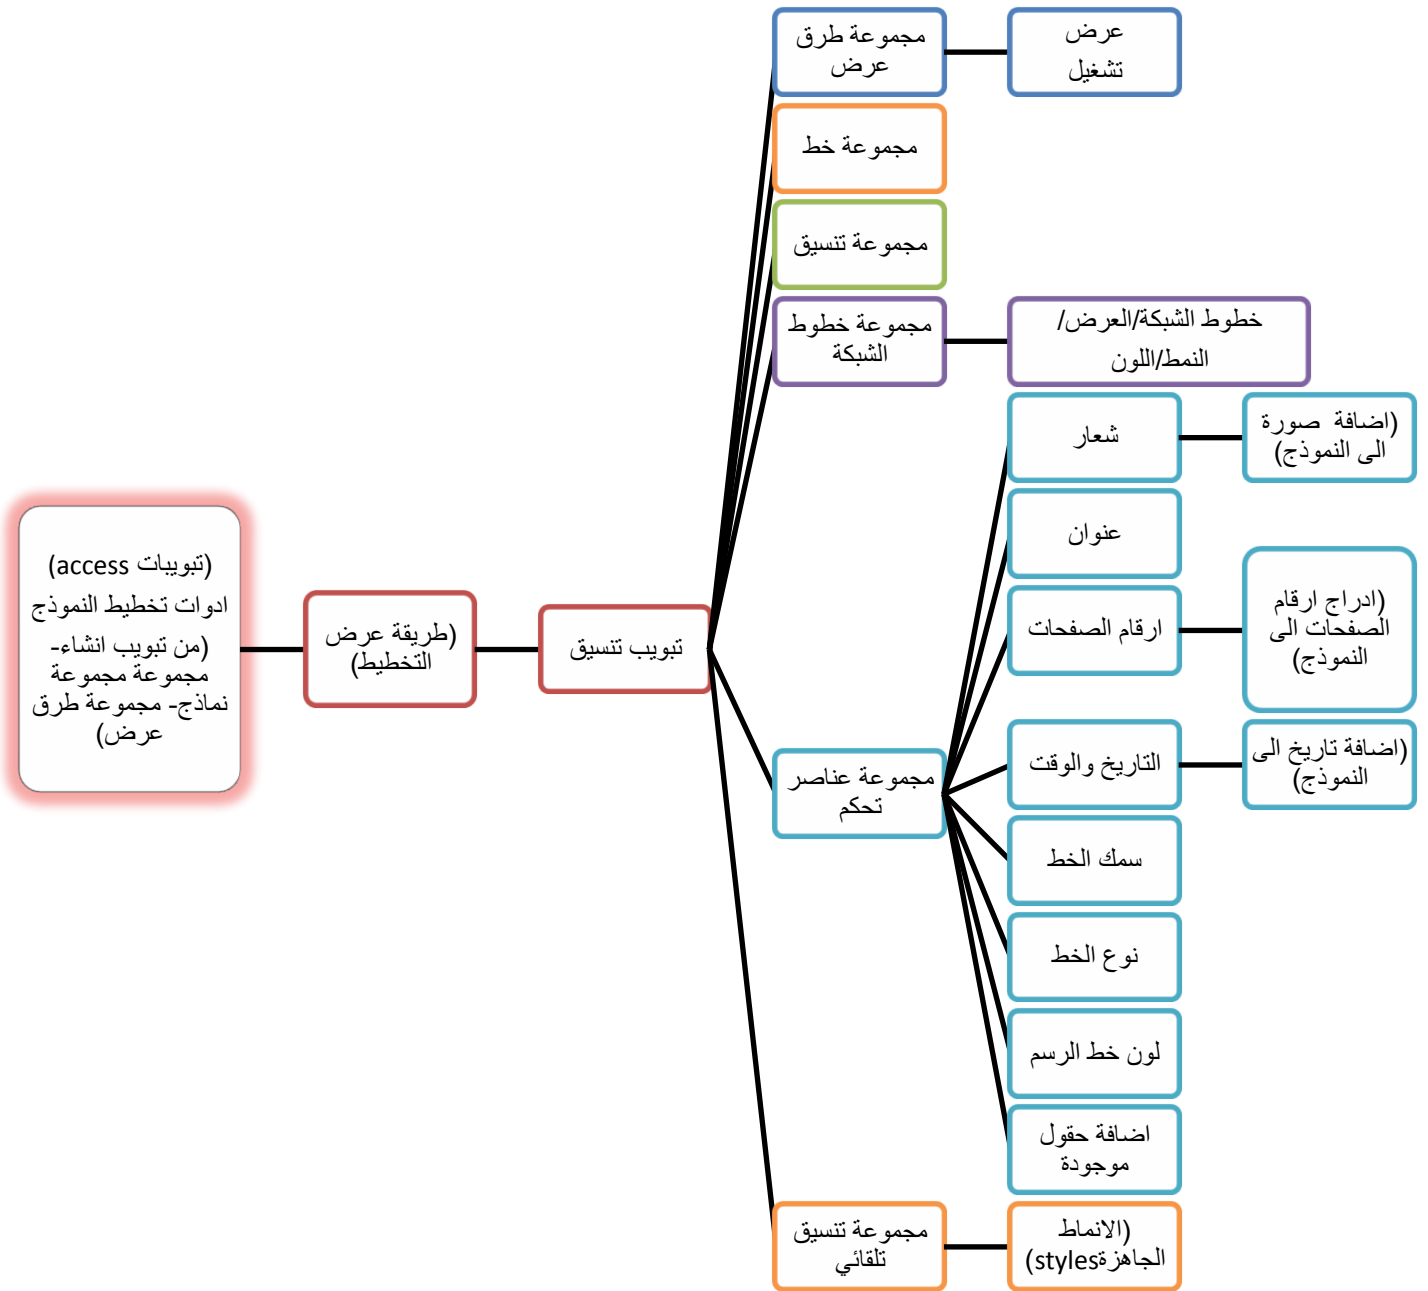 (تبويبات access)
ادوات تخطيط النموذج
(من تبويب انشاء-
مجموعة مجموعة
نماذج- مجموعة طرق
عرض)
(طريقة عرض
التخطيط)
تبويب تنسيق
مجموعة طرق
عرض
عرض
تشغيل
مجموعة خط
مجموعة تنسيق
مجموعة خطوط
الشبكة
خطوط الشبكة/العرض/
النمط/اللون
مجموعة عناصر
تحكم
شعار
(اضافة صورة
الى النموذج)
عنوان
ارقام الصفحات
(ادراج ارقام
الصفحات الى
النموذج)
التاريخ والوقت
(اضافة تاريخ الى
النموذج)
سمك الخط
نوع الخط
لون خط الرسم
اضافة حقول
موجودة
مجموعة تنسيق
تلقائي
(الانماط
الجاهزةstyles)